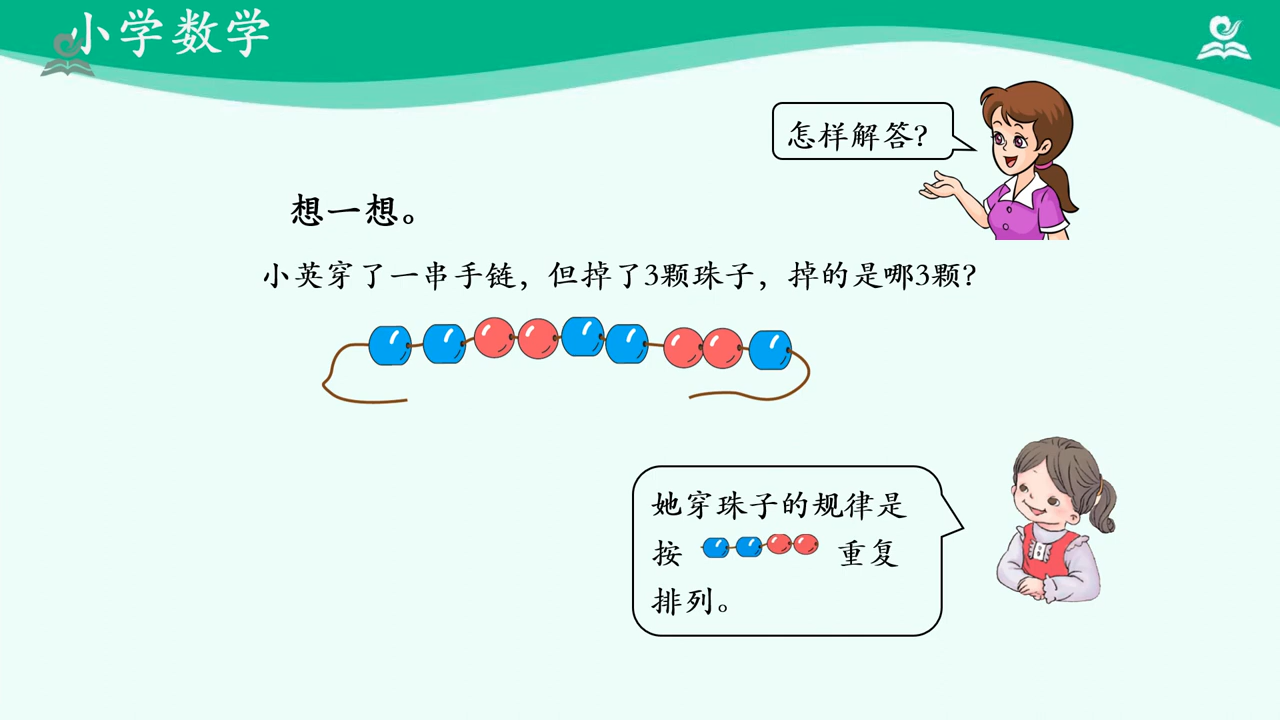 小学数学
怎样解答?
想一想。
小英穿了一串手链，但掉了3颗珠子，掉的是哪3颗?
她穿珠子的规律是
按 重复
排列。